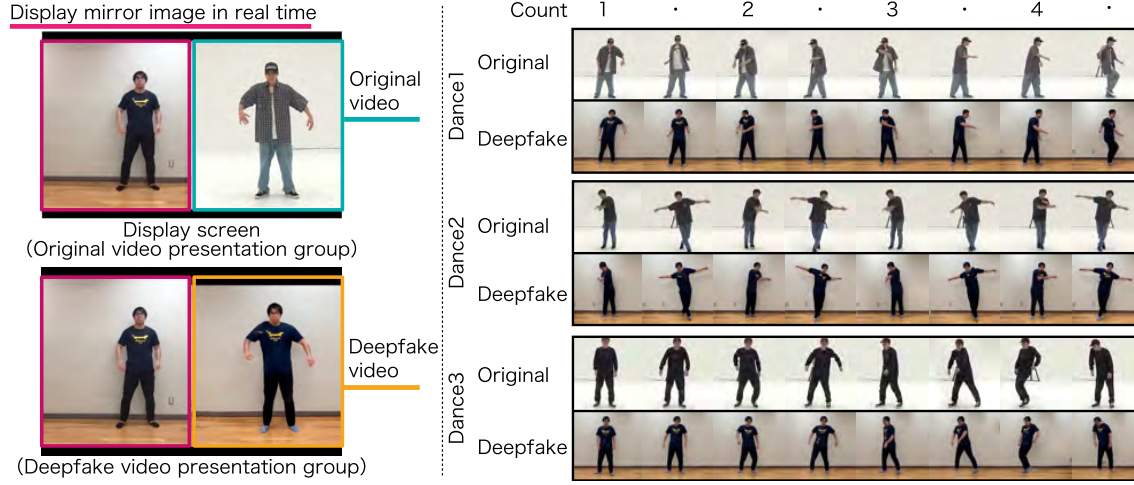 Display mirror image in real time
Original
video
Display screen
(Original video presentation group)
Deepfake
video
(Deepfake video presentation group)
Count 1 · 2 · 3 · 4 ·
Dance1
Original
Deepfake
Dance2
Original
Deepfake
Dance3
Original
Deepfake